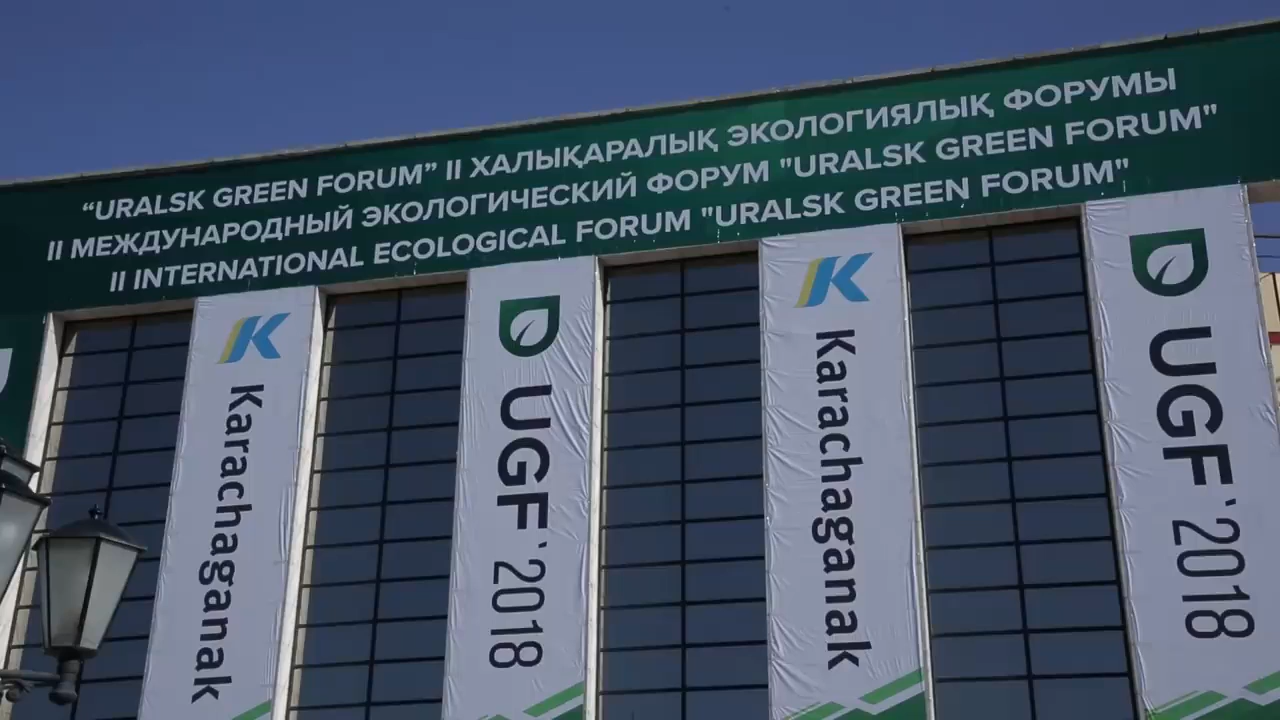 “URALSK GREEN FORUM” II ХАЛЫҚАРАЛЫҚ ЭКОЛОГИЯЛЫҚ ФОРУМЫ
II МЕЖДУНАРОДНЫЙ ЭКОЛОГИЧЕСКИЙ ФОРУМ "URALSK GREEN FORUM"
II INTERNATIONAL ECOLOGICAL FORUM "URALSK GREEN FORUM"
K Karachaganak
UGF'2018
K Karachaganak
UGF'2018